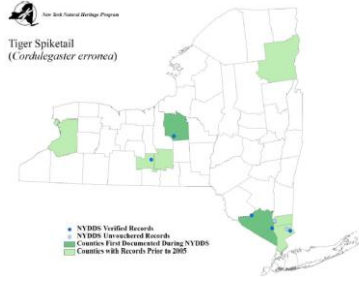 New York Natural Heritage Program
Tiger Spiketail
(Cordulegaster erronea)
NYDDS Verified Records
NYDDS Unvouchered Records
Counties First Documented During NYDDS
Counties with Records Prior to 2005